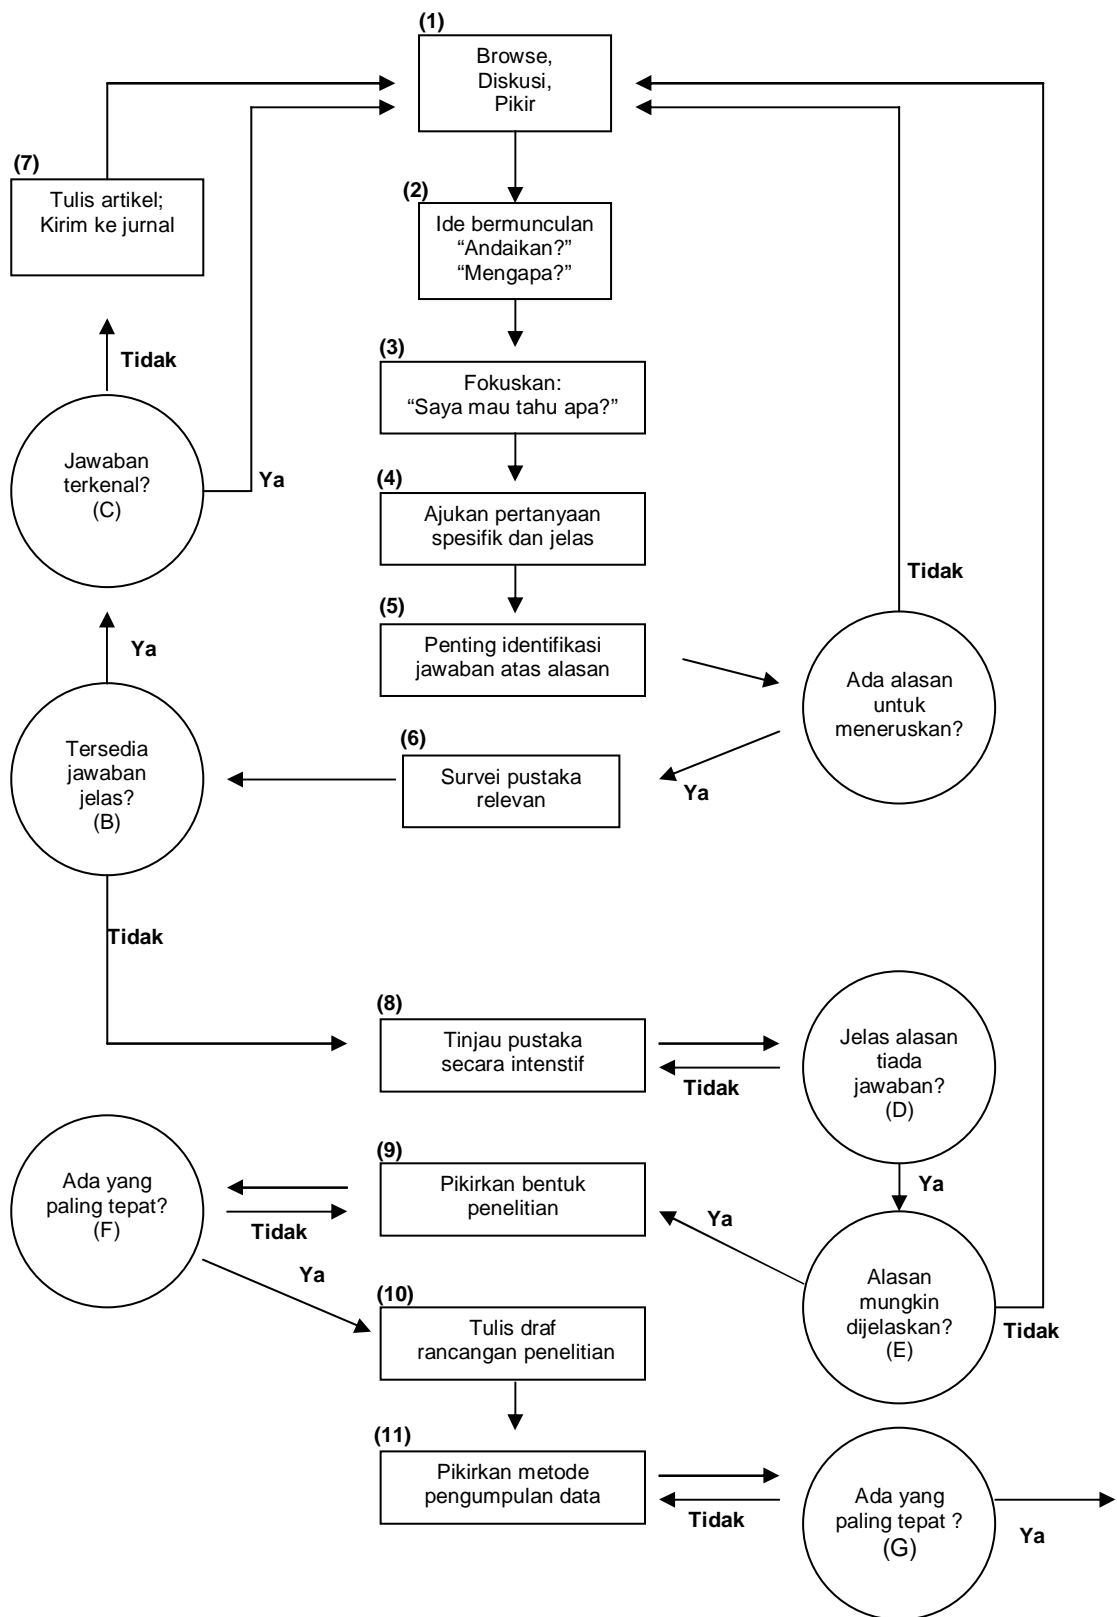 (1)
Browse,
Diskusi,
Pikir
(7)
Tulis artikel;
Kirim ke jurnal
(2)
Ide bermunculan
“Andaikan?”
“Mengapa?”
Tidak
(3)
Fokuskan:
“Saya mau tahu apa?”
Jawaban
terkenal?
(C)
Ya
(4)
Ajukan pertanyaan
spesifik dan jelas
Tidak
(5)
Penting identifikasi
jawaban atas alasan
Ya
Ada alasan
untuk
meneruskan?
Tersedia
jawaban
jelas?
(B)
(6)
Survei pustaka
relevan
Ya
Tidak
(8)
Tinjau pustaka
secara intenstif
Tidak
Jelas alasan
tiada
jawaban?
(D)
Ya
Ada yang
paling tepat?
(F)
(9)
Pikirkan bentuk
penelitian
Tidak
Ya
Ya
Alasan
mungkin
dijelaskan?
(E)
Tidak
(10)
Tulis draf
rancangan penelitian
(11)
Pikirkan metode
pengumpulan data
Tidak
Ada yang
paling tepat ?
(G)
Ya